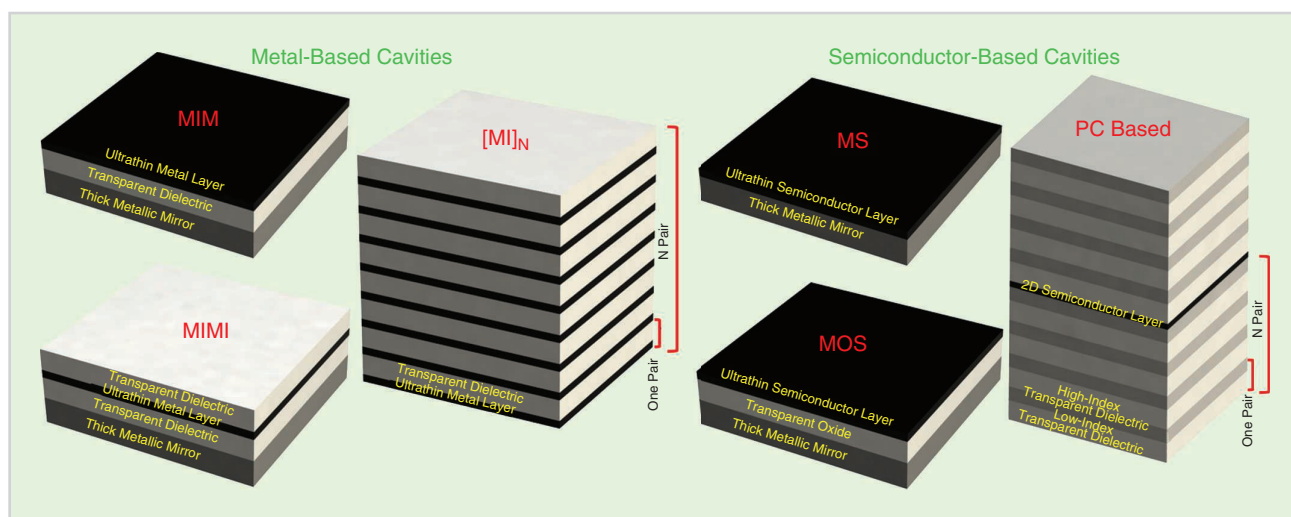 Metal-Based Cavities
Semiconductor-Based Cavities
MIM
Ultrathin Metal Layer
Transparent Dielectric
Thick Metallic Mirror
MIMI
Transparent Dielectric
Ultrathin Metal Layer
Transparent Dielectric
Thick Metallic Mirror
[MI]N
Transparent Dielectric
Ultrathin Metal Layer
One Pair
N Pair
MS
Ultrathin Semiconductor Layer
Thick Metallic Mirror
MOS
Ultrathin Semiconductor Layer
Transparent Oxide
Thick Metallic Mirror
PC Based
2D Semiconductor Layer
High-Index
Transparent Dielectric
Low-Index
Transparent Dielectric
One Pair
N Pair